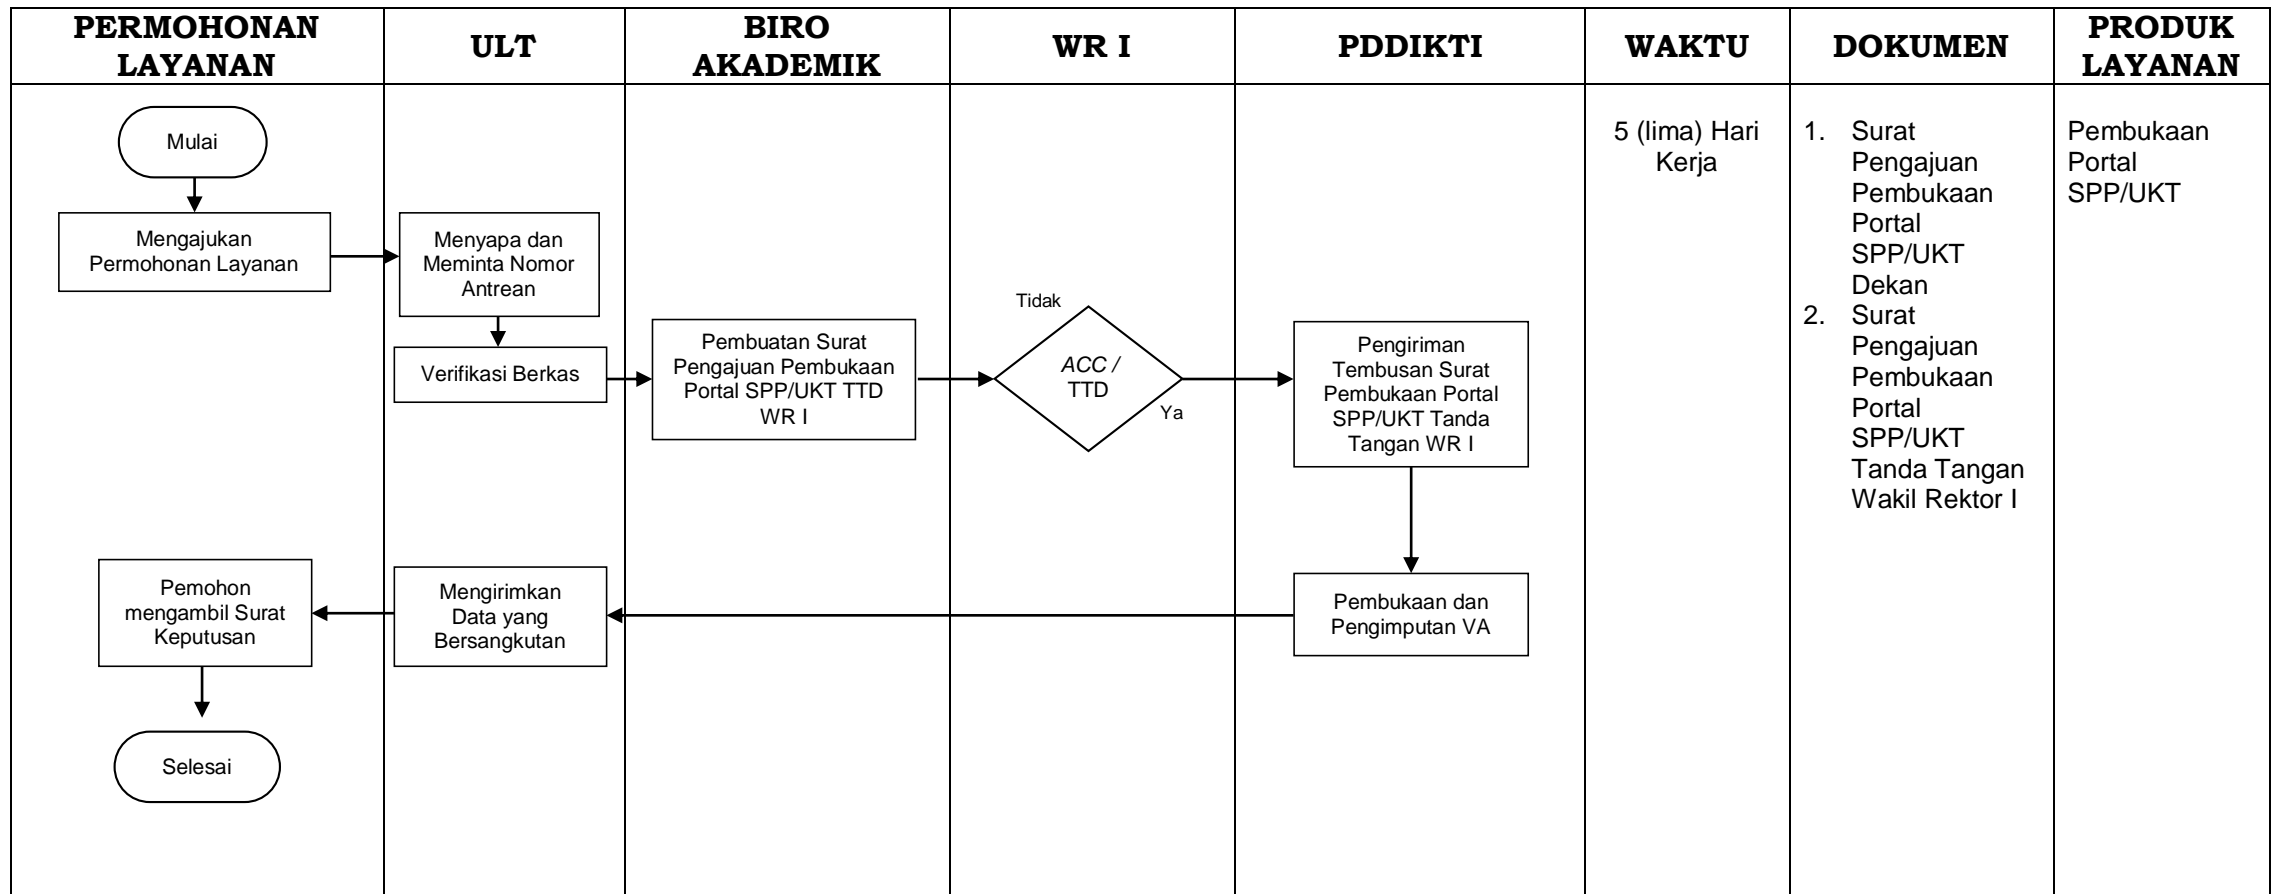 PERMOHONAN
LAYANAN
ULT
BIRO
AKADEMIK
WR I
PDDIKTI
WAKTU
DOKUMEN
PRODUK
LAYANAN
Mulai
Mengajukan
Permohonan Layanan
Menyapa dan
Meminta Nomor
Antrean
Verifikasi Berkas
Pembuatan Surat
Pengajuan Pembukaan
Portal SPP/UKT TTD
WR I
Tidak
ACC /
TTD
Ya
Pengiriman
Tembusan Surat
Pembukaan Portal
SPP/UKT Tanda
Tangan WR I
Pembukaan dan
Pengimputan VA
Mengirimkan
Data yang
Bersangkutan
Pemohon
mengambil Surat
Keputusan
Selesai
5 (lima) Hari
Kerja
1. Surat
Pengajuan
Pembukaan
Portal
SPP/UKT
Dekan
2. Surat
Pengajuan
Pembukaan
Portal
SPP/UKT
Tanda Tangan
Wakil Rektor I
Pembukaan
Portal
SPP/UKT